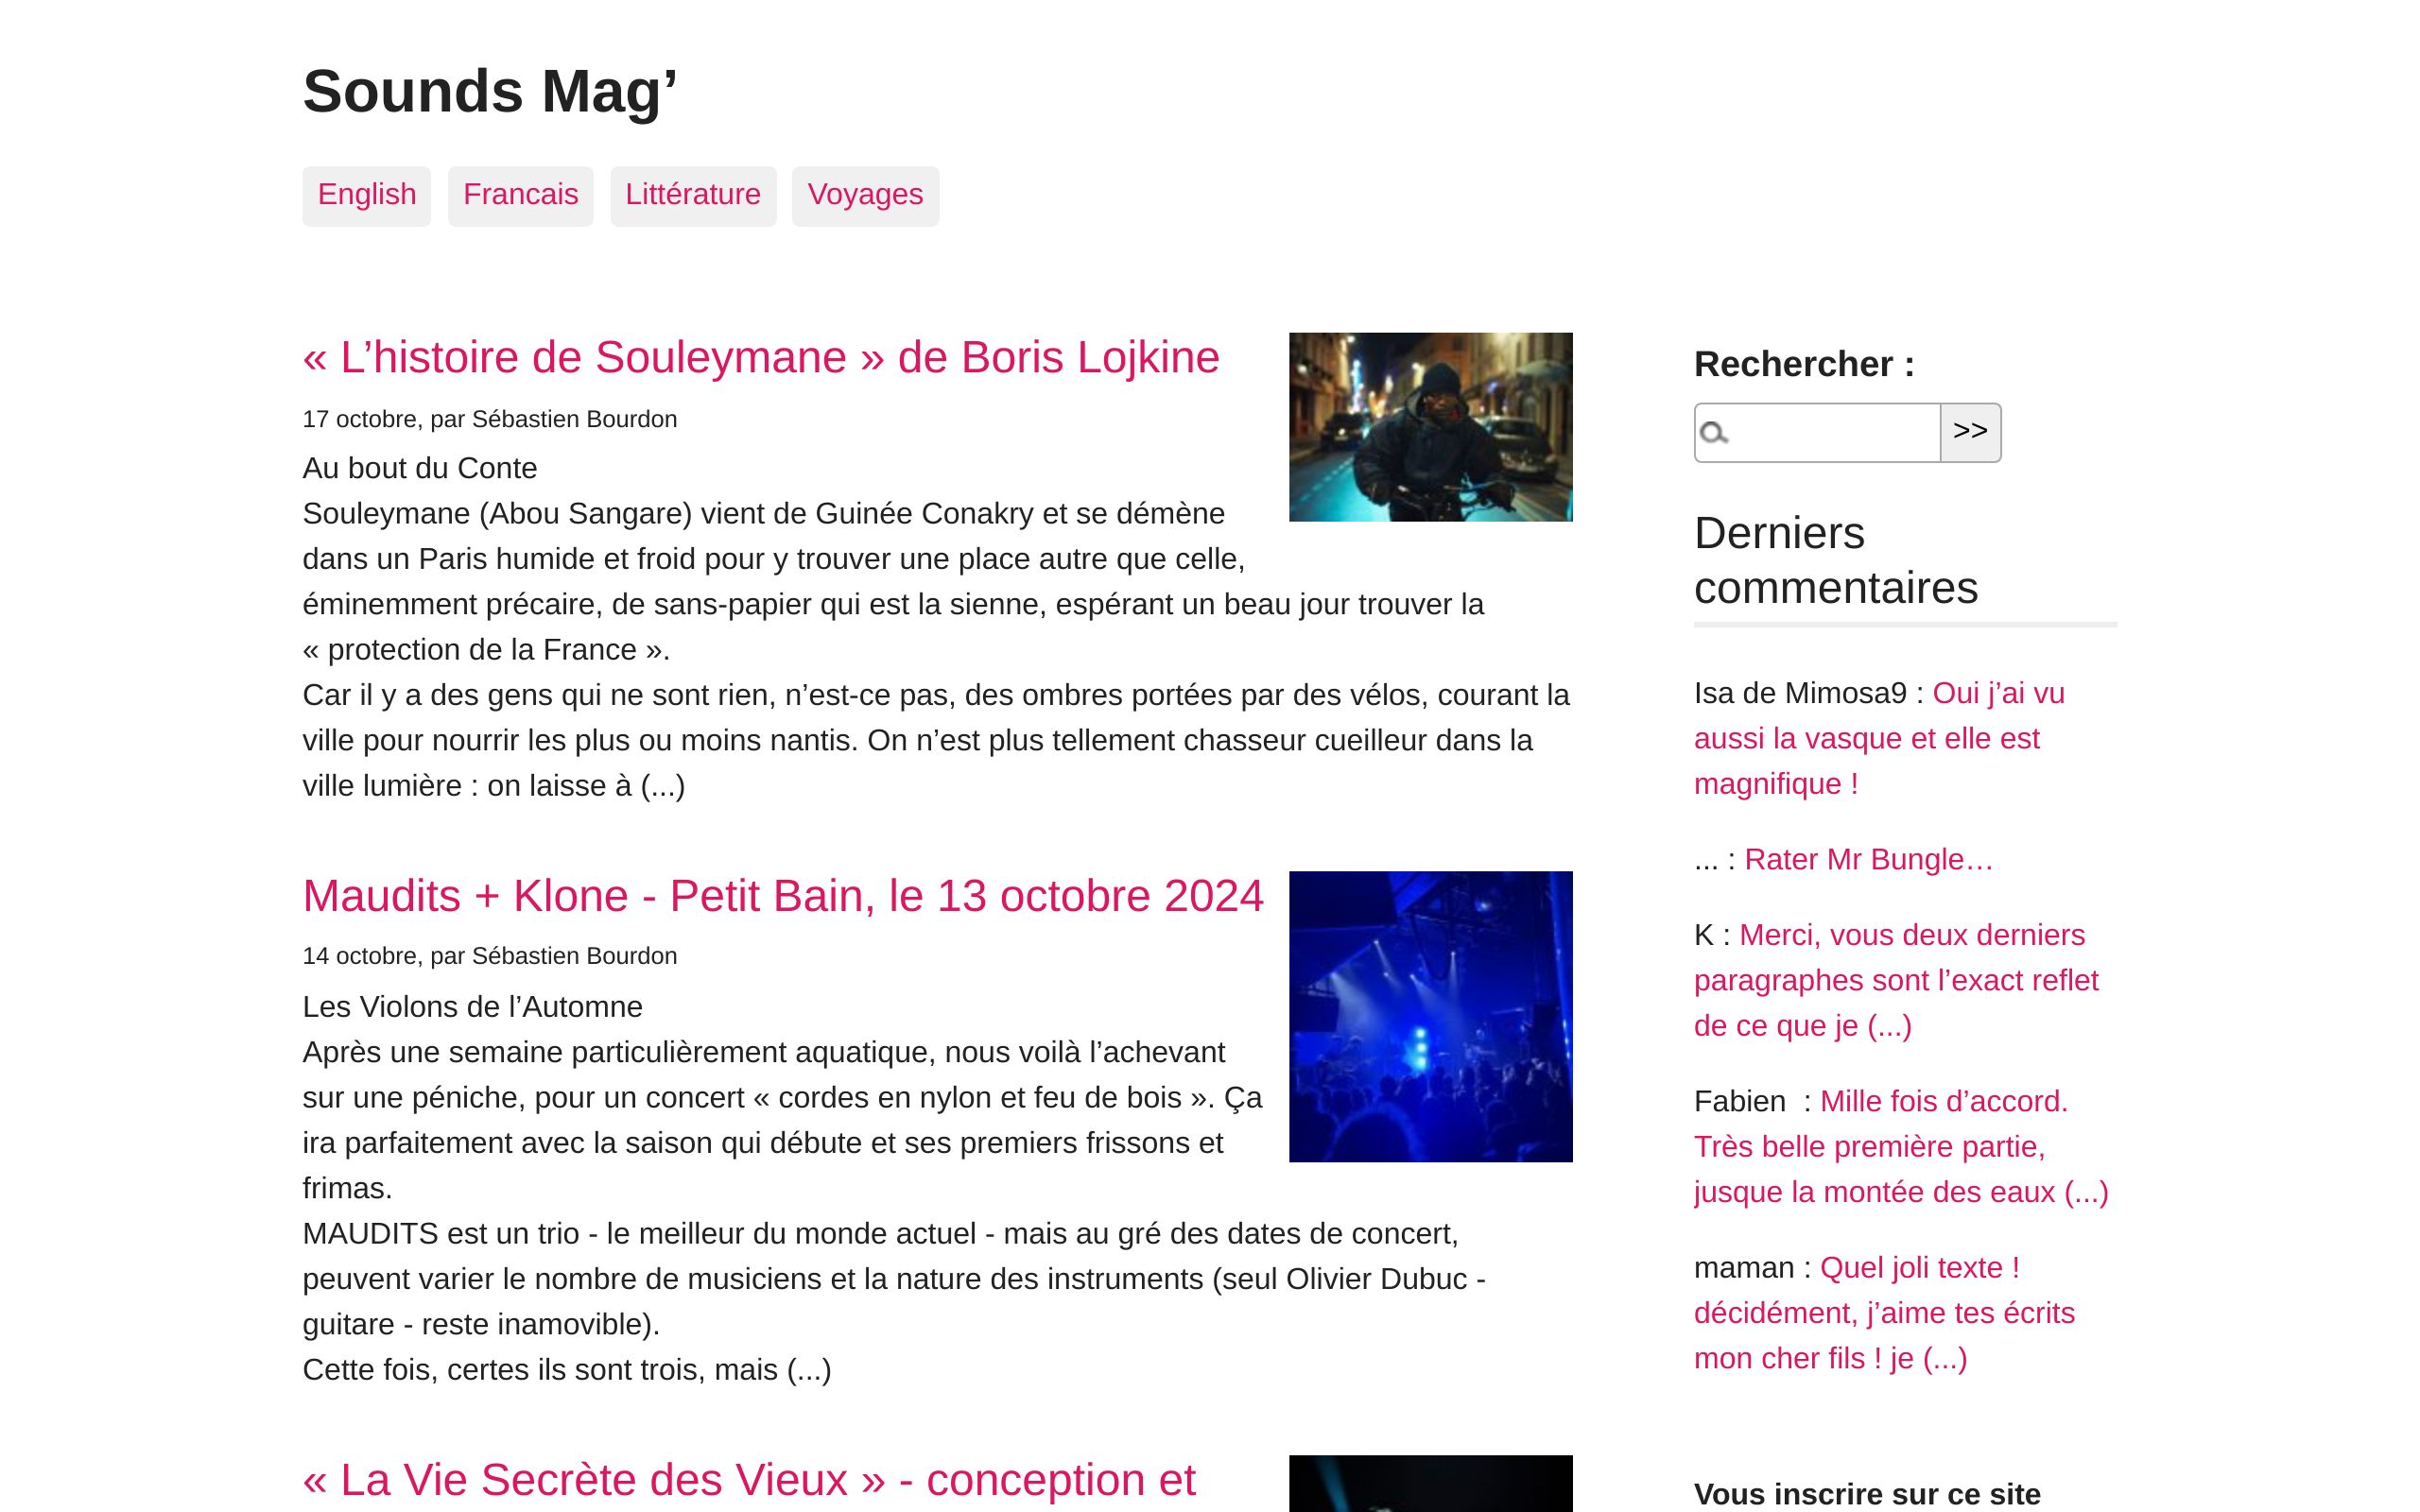 Sounds Mag’
English
Francais
Littérature
Voyages
« L’histoire de Souleymane » de Boris Lojkine
17 octobre, par Sébastien Bourdon
Au bout du Conte
Souleymane (Abou Sangare) vient de Guinée Conakry et se démène
dans un Paris humide et froid pour y trouver une place autre que celle,
éminemment précaire, de sans-papier qui est la sienne, espérant un beau jour trouver la
« protection de la France ».
Car il y a des gens qui ne sont rien, n’est-ce pas, des ombres portées par des vélos, courant la
ville pour nourrir les plus ou moins nantis. On n’est plus tellement chasseur cueilleur dans la
ville lumière : on laisse à (...)
Maudits + Klone - Petit Bain, le 13 octobre 2024
14 octobre, par Sébastien Bourdon
Les Violons de l’Automne
Après une semaine particulièrement aquatique, nous voilà l’achevant
sur une péniche, pour un concert « cordes en nylon et feu de bois ». Ça
ira parfaitement avec la saison qui débute et ses premiers frissons et
frimas.
MAUDITS est un trio - le meilleur du monde actuel - mais au gré des dates de concert,
peuvent varier le nombre de musiciens et la nature des instruments (seul Olivier Dubuc -
guitare - reste inamovible).
Cette fois, certes ils sont trois, mais (...)
« La Vie Secrète des Vieux » - conception et
Rechercher :
>>
Derniers
commentaires
Isa de Mimosa9 : Oui j’ai vu
aussi la vasque et elle est
magnifique !
... : Rater Mr Bungle…
K : Merci, vous deux derniers
paragraphes sont l’exact reflet
de ce que je (...)
Fabien  : Mille fois d’accord.
Très belle première partie,
jusque la montée des eaux (...)
maman : Quel joli texte !
décidément, j’aime tes écrits
mon cher fils ! je (...)
Vous inscrire sur ce site